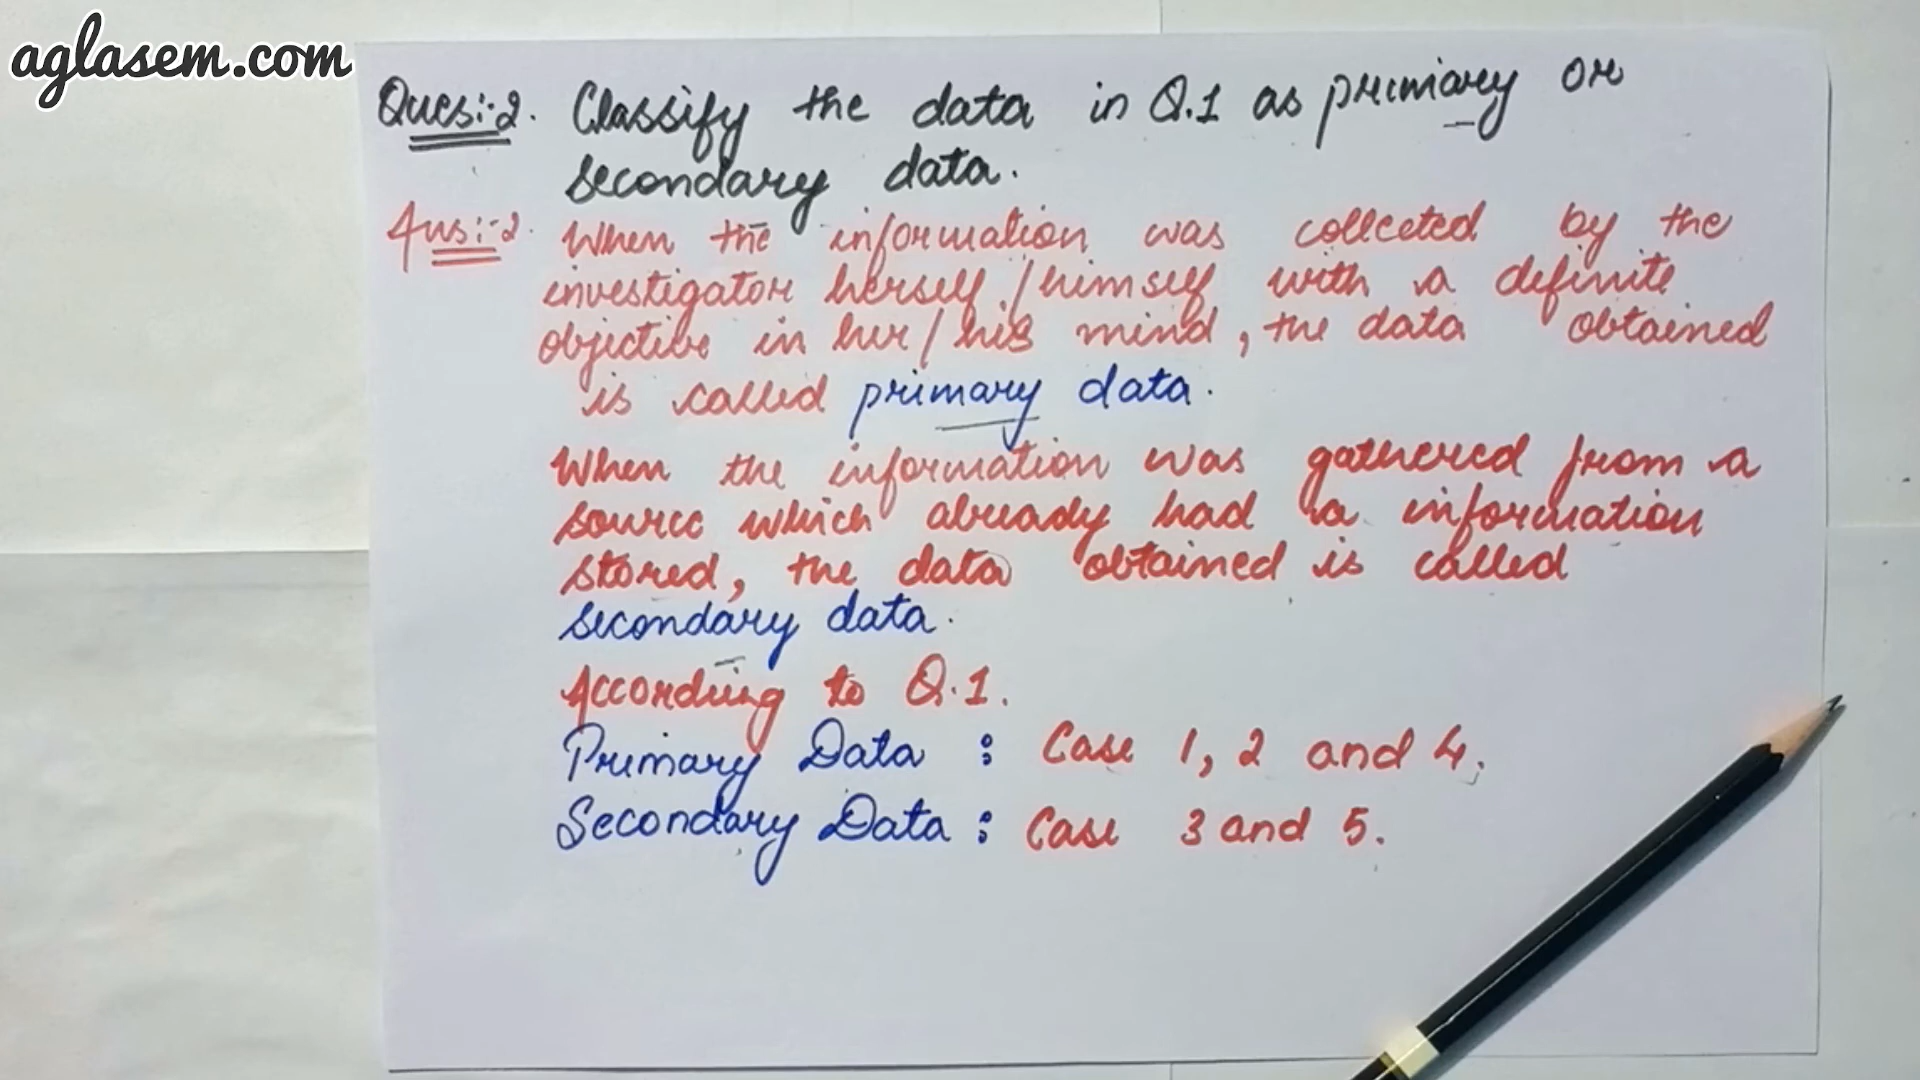 aglasem.com
Ques:-2. Classify the data in Q.1 as primary or
secondary data.
Ans:-2. When the information was collected by the
investigator herself/himself with a definite
objective in her/his mind, the data obtained
is called primary data.
When the information was gathered from a
source which already had a information
stored, the data obtained is called
secondary data.
According to Q.1.
Primary Data : Case 1, 2 and 4.
Secondary Data : Case 3 and 5.